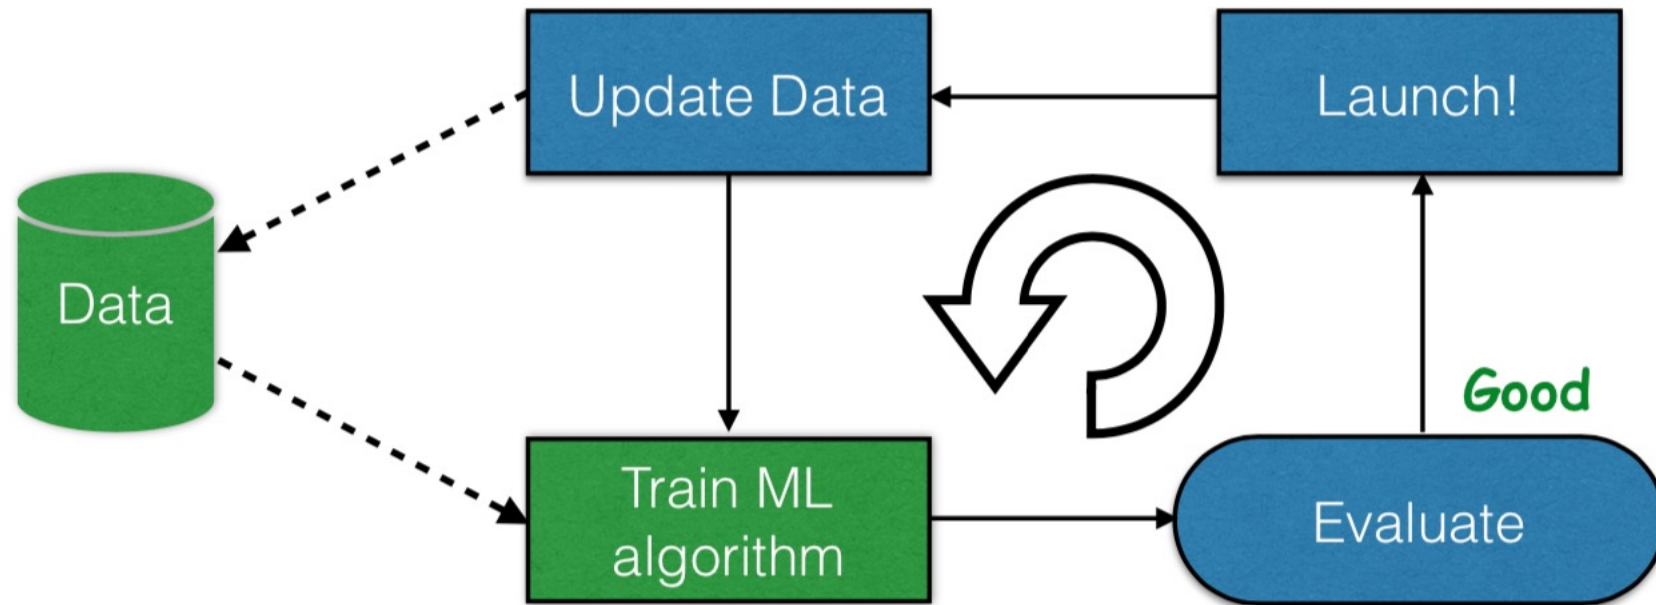 Update Data
Launch!
Data
Good
Train ML
algorithm
Evaluate